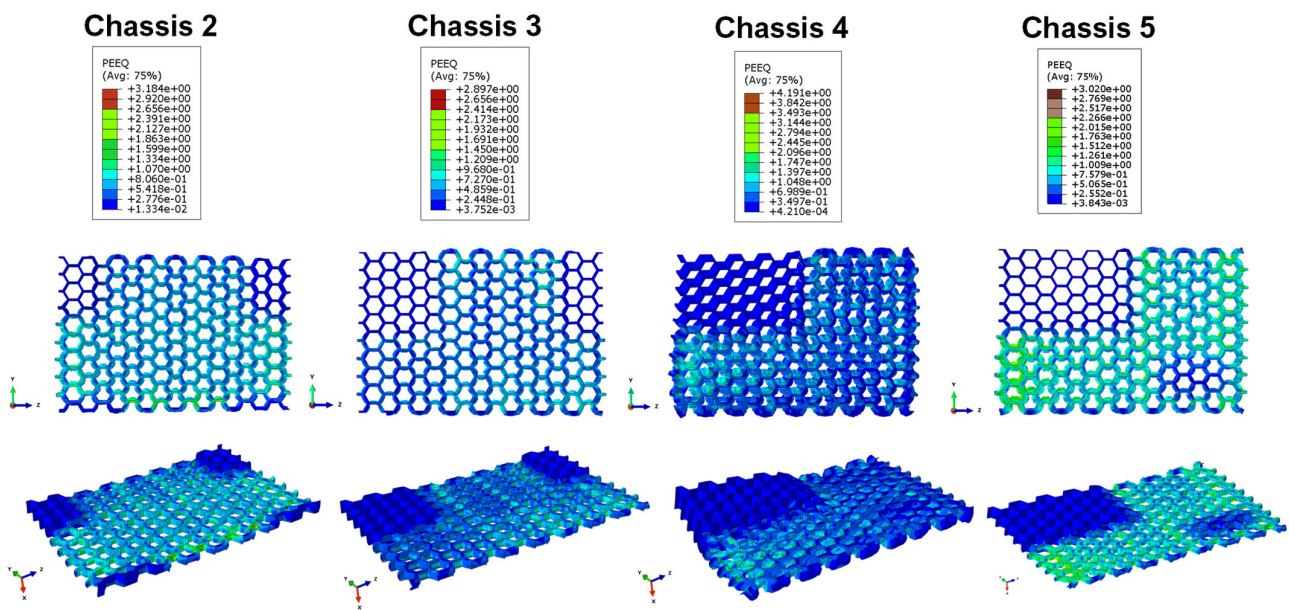 Chassis 2
Chassis 3
Chassis 4
Chassis 5
PEEQ
(Avg: 75%)
+3.184e+00
+2.920e+00
+2.656e+00
+2.391e+00
+2.127e+00
+1.863e+00
+1.599e+00
+1.334e+00
+1.070e+00
+8.060e-01
+5.418e-01
+2.776e-01
+1.334e-02
PEEQ
(Avg: 75%)
+2.897e+00
+2.656e+00
+2.414e+00
+2.173e+00
+1.932e+00
+1.691e+00
+1.450e+00
+1.209e+00
+9.680e-01
+7.270e-01
+4.859e-01
+2.448e-01
+3.752e-03
PEEQ
(Avg: 75%)
+4.191e+00
+3.842e+00
+3.493e+00
+3.144e+00
+2.794e+00
+2.445e+00
+2.096e+00
+1.747e+00
+1.397e+00
+1.048e+00
+6.989e-01
+3.497e-01
+4.210e-04
PEEQ
(Avg: 75%)
+3.020e+00
+2.769e+00
+2.517e+00
+2.266e+00
+2.015e+00
+1.763e+00
+1.512e+00
+1.261e+00
+1.009e+00
+7.579e-01
+5.065e-01
+2.552e-01
+3.843e-03
Y
Z
Y
Z
Y
Z
Y
Z
Y
Z
X
Y
Z
X
Y
Z
X